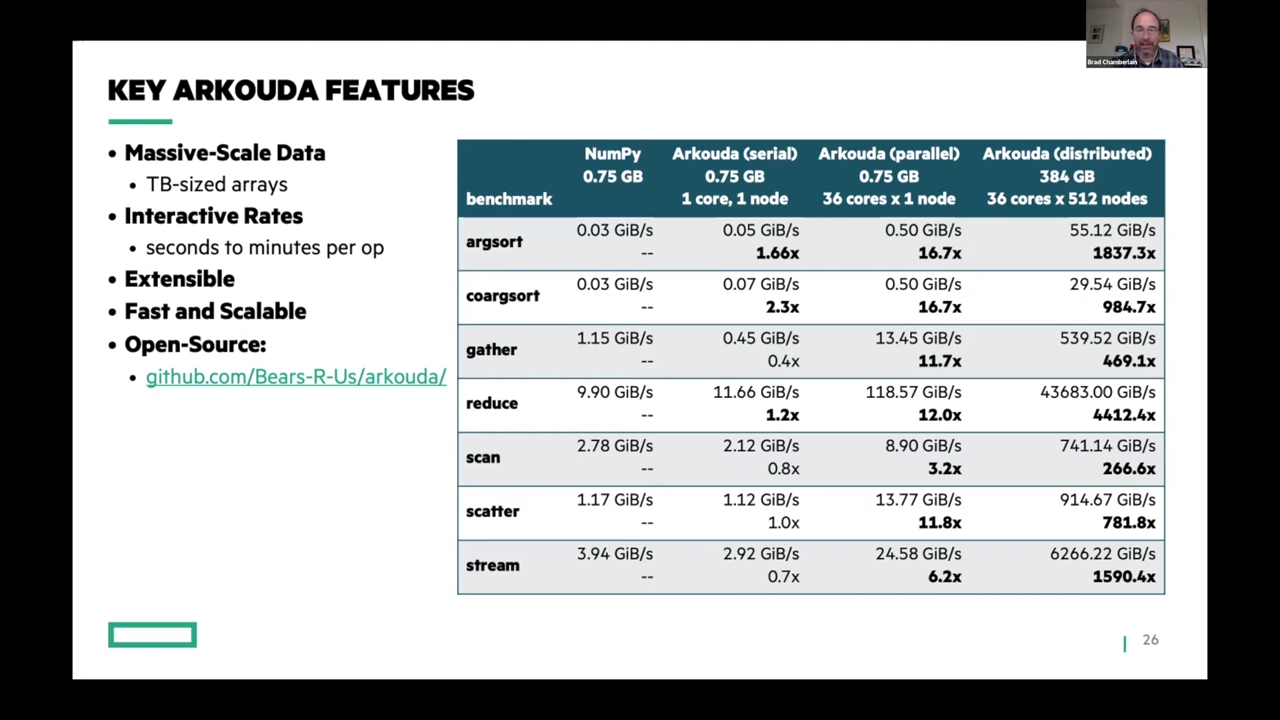 Brad Chamberlain
KEY ARKOUDA FEATURES
• Massive-Scale Data
• TB-sized arrays
• Interactive Rates
• seconds to minutes per op
• Extensible
• Fast and Scalable
• Open-Source:
• github.com/Bears-R-Us/arkouda/
NumPy Arkouda (serial) Arkouda (parallel) Arkouda (distributed)
0.75 GB 0.75 GB 0.75 GB 384 GB
benchmark 1 core, 1 node 36 cores x 1 node 36 cores x 512 nodes
argsort 0.03 GiB/s 0.05 GiB/s 0.50 GiB/s 55.12 GiB/s
-- 1.66x 16.7x 1837.3x
coargsort 0.03 GiB/s 0.07 GiB/s 0.50 GiB/s 29.54 GiB/s
-- 2.3x 16.7x 984.7x
gather 1.15 GiB/s 0.45 GiB/s 13.45 GiB/s 539.52 GiB/s
-- 0.4x 11.7x 469.1x
reduce 9.90 GiB/s 11.66 GiB/s 118.57 GiB/s 43683.00 GiB/s
-- 1.2x 12.0x 4412.4x
scan 2.78 GiB/s 2.12 GiB/s 8.90 GiB/s 741.14 GiB/s
-- 0.8x 3.2x 266.6x
scatter 1.17 GiB/s 1.12 GiB/s 13.77 GiB/s 914.67 GiB/s
-- 1.0x 11.8x 781.8x
stream 3.94 GiB/s 2.92 GiB/s 24.58 GiB/s 6266.22 GiB/s
-- 0.7x 6.2x 1590.4x
26